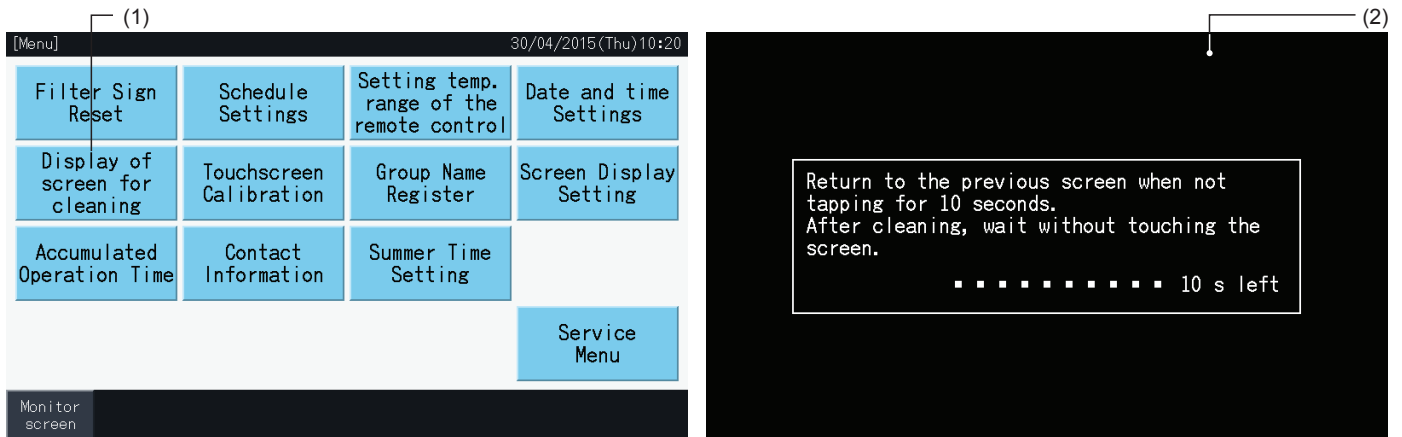 (1)
(2)
[Menu]
30/04/2015(Thu)10:20
Filter Sign
Reset
Schedule
Settings
Setting temp.
range of the
remote control
Date and time
Settings
Display of
screen for
cleaning
Touchscreen
Calibration
Group Name
Register
Screen Display
Setting
Accumulated
Operation Time
Contact
Information
Summer Time
Setting
Service
Menu
Monitor
screen
Return to the previous screen when not
tapping for 10 seconds.
After cleaning, wait without touching the
screen.
10 s left